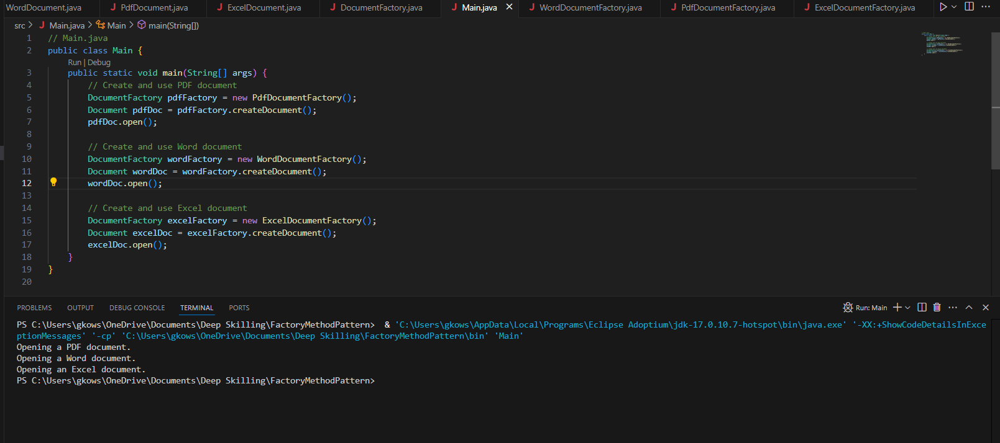 WordDocument.java J PdfDocument.java J ExcelDocument.java J DocumentFactory.java J Main.java × J WordDocumentFactory.java J PdfDocumentFactory.java J ExcelDocumentFactory.java ···
src > J Main.java > Main > main(String[])
1 // Main.java
2 public class Main {
Run | Debug
3 public static void main(String[] args) {
4 // Create and use PDF document
5 DocumentFactory pdfFactory = new PdfDocumentFactory();
6 Document pdfDoc = pdfFactory.createDocument();
7 pdfDoc.open();
8
9 // Create and use Word document
10 DocumentFactory wordFactory = new WordDocumentFactory();
11 Document wordDoc = wordFactory.createDocument();
12 wordDoc.open();
13
14 // Create and use Excel document
15 DocumentFactory excelFactory = new ExcelDocumentFactory();
16 Document excelDoc = excelFactory.createDocument();
17 excelDoc.open();
18 }
19 }
20
PROBLEMS OUTPUT DEBUG CONSOLE TERMINAL PORTS Run: Main + ···
PS C:\Users\gkows\OneDrive\Documents\Deep Skilling\FactoryMethodPattern>  & 'C:\Users\gkows\AppData\Local\Programs\Eclipse Adoptium\jdk-17.0.10.7-hotspot\bin\java.exe' '-XX:+ShowCodeDetailsInExce
ptionMessages' '-cp' 'C:\Users\gkows\OneDrive\Documents\Deep Skilling\FactoryMethodPattern\bin' 'Main'
Opening a PDF document.
Opening a Word document.
Opening an Excel document.
PS C:\Users\gkows\OneDrive\Documents\Deep Skilling\FactoryMethodPattern>